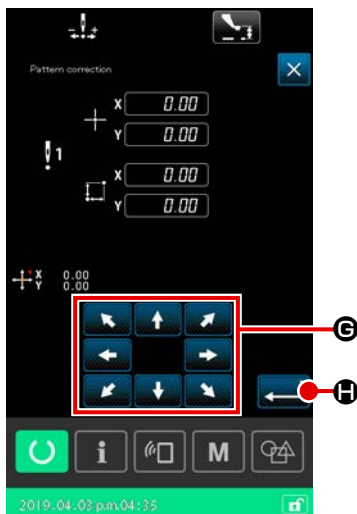 Pattern correction
X 0.00
Y 0.00
1
X 0.00
Y 0.00
X 0.00
Y 0.00
G
H
i
M
2019-04-03 p.m.04:35